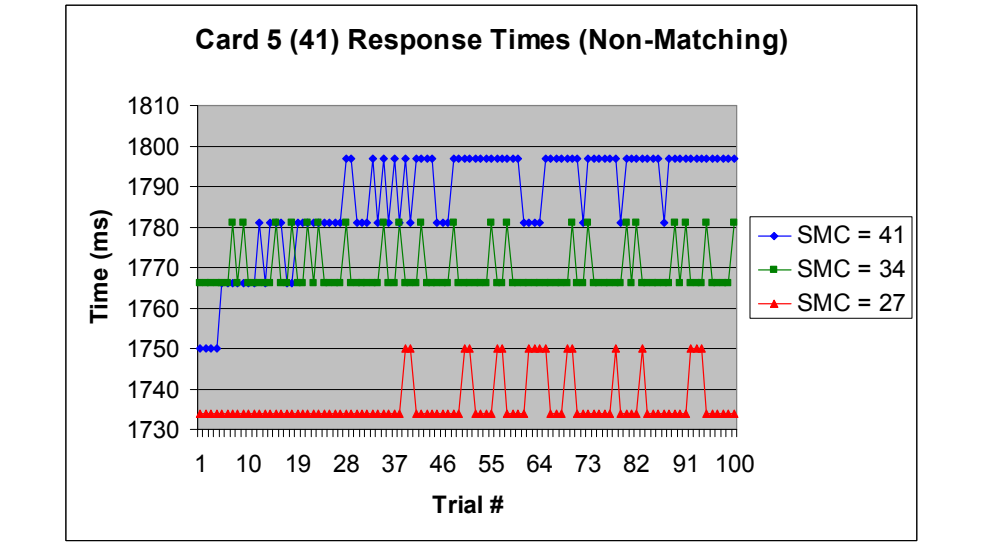 Card 5 (41) Response Times (Non-Matching)
1810
1800
1790
1780
1770
1760
1750
1740
1730
Time (ms)
1 10 19 28 37 46 55 64 73 82 91 100
Trial #
SMC = 41
SMC = 34
SMC = 27